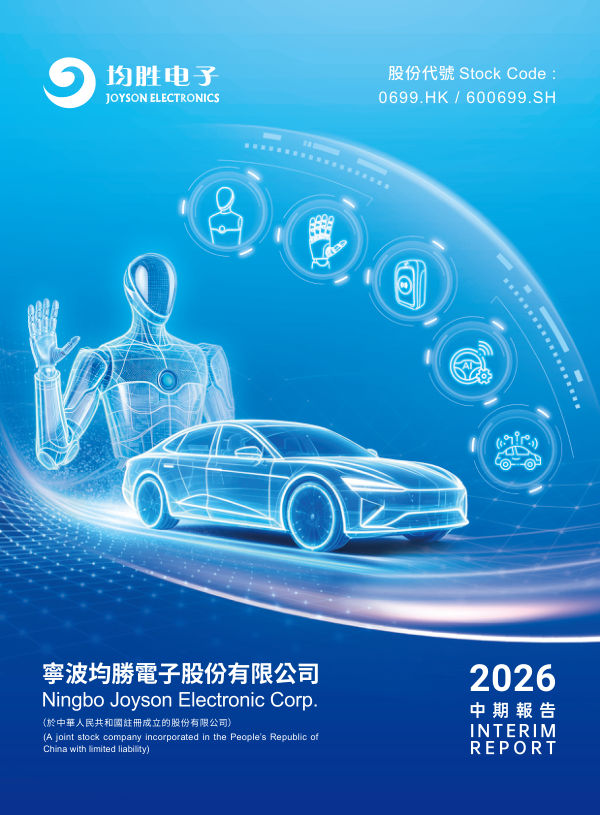 均胜电子
JOYSON ELECTRONICS
股份代號 Stock Code :
0699.HK / 600699.SH
AI
寧波均勝電子股份有限公司
Ningbo Joyson Electronic Corp.
(於中華人民共和國註冊成立的股份有限公司)
(A joint stock company incorporated in the People's Republic of
China with limited liability)
2026
中期報告
INTERIM
REPORT